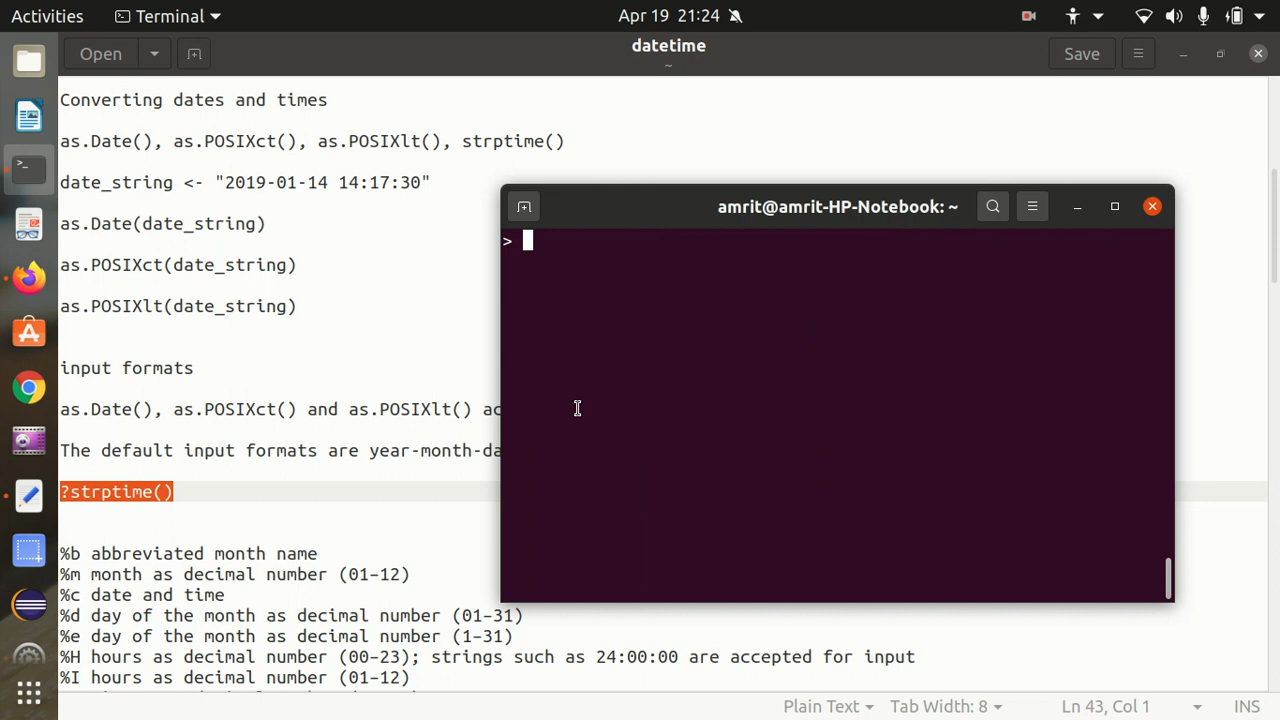 Activities
Terminal
Apr 19 21:24
Open
datetime
~
Save
Converting dates and times
as.Date(), as.POSIXct(), as.POSIXlt(), strptime()
date_string <- "2019-01-14 14:17:30"
as.Date(date_string)
as.POSIXct(date_string)
as.POSIXlt(date_string)
input formats
as.Date(), as.POSIXct() and as.POSIXlt() ac
The default input formats are year-month-da
?strptime()
%b abbreviated month name
%m month as decimal number (01–12)
%c date and time
%d day of the month as decimal number (01–31)
%e day of the month as decimal number (1–31)
%H hours as decimal number (00–23); strings such as 24:00:00 are accepted for input
%I hours as decimal number (01–12)
amrit@amrit-HP-Notebook: ~
>
Plain Text
Tab Width: 8
Ln 43, Col 1
INS